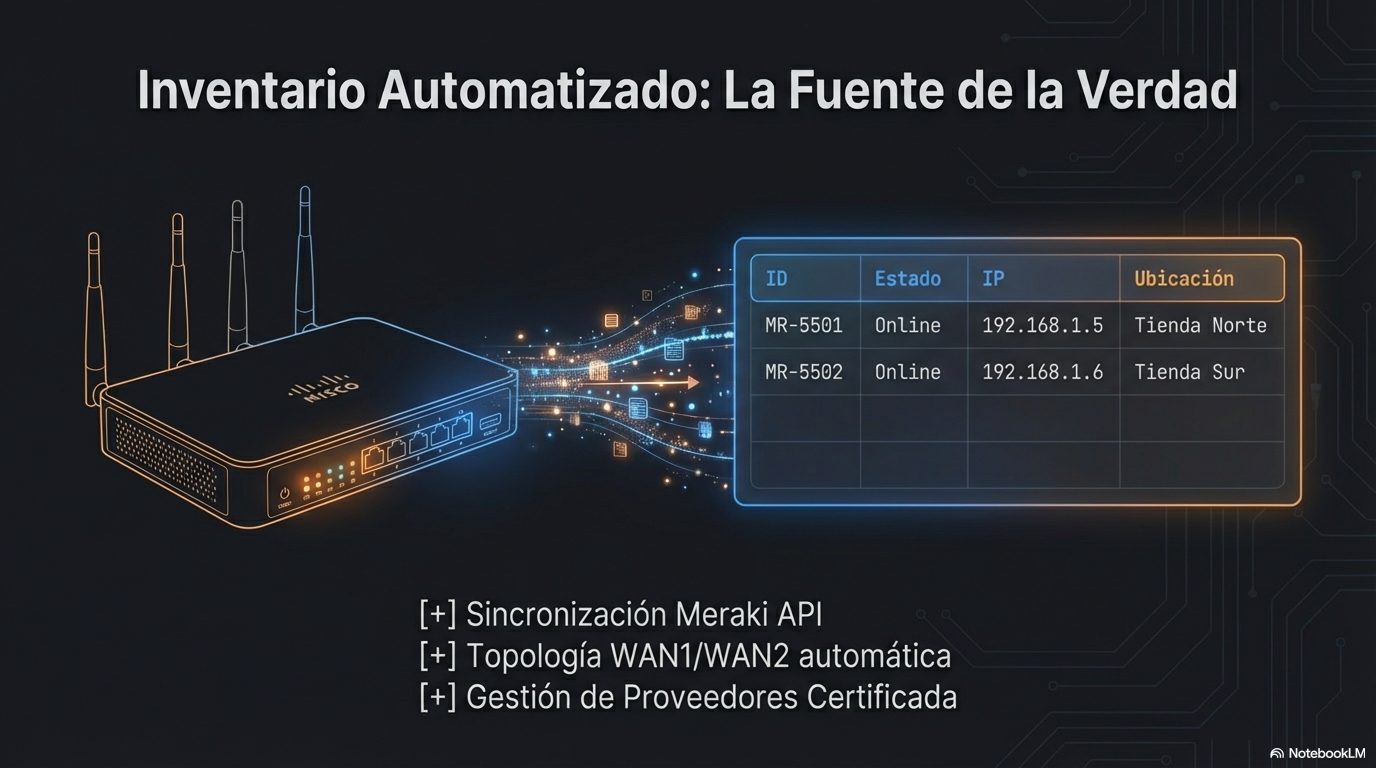 Inventario Automatizado: La Fuente de la Verdad
ID Estado IP Ubicación
MR-5501 Online 192.168.1.5 Tienda Norte
MR-5502 Online 192.168.1.6 Tienda Sur
[+] Sincronización Meraki API
[+] Topología WAN1/WAN2 automática
[+] Gestión de Proveedores Certificada
NotebookLM